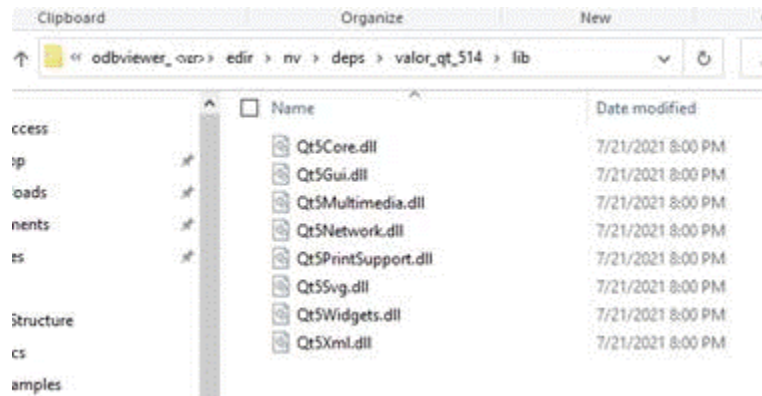 Clipboard Organize New
« odbviewer_<ver> › edir › nv › deps › valor_qt_514 › lib
Name Date modified
ccess
Qt5Core.dll 7/21/2021 8:00 PM
op
Qt5Gui.dll 7/21/2021 8:00 PM
loads
Qt5Multimedia.dll 7/21/2021 8:00 PM
ments
Qt5Network.dll 7/21/2021 8:00 PM
es
Qt5PrintSupport.dll 7/21/2021 8:00 PM
Qt5Svg.dll 7/21/2021 8:00 PM
Structure
Qt5Widgets.dll 7/21/2021 8:00 PM
cs
Qt5Xml.dll 7/21/2021 8:00 PM
amples